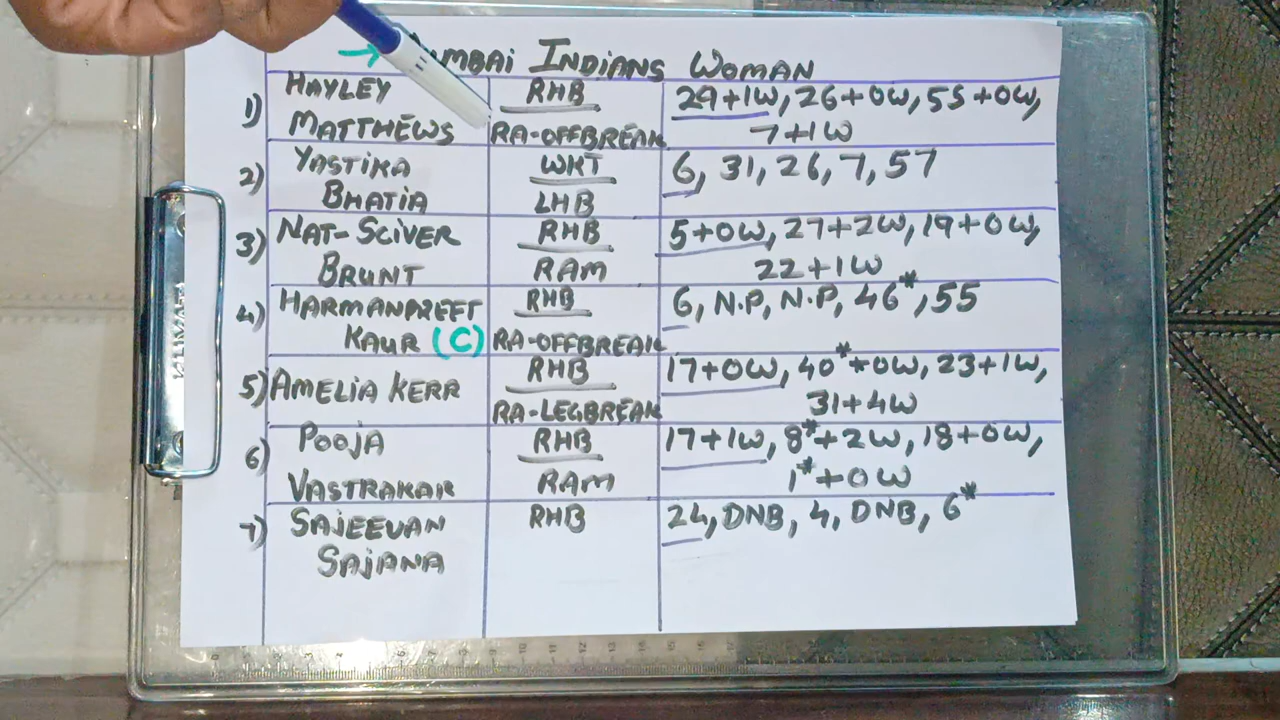 → UMBAI INDIANS WOMAN
1) HAYLEY MATTHEWS RHB RA-OFFBREAK 29+1W, 26+0W, 55+0W, 7+1W
2) YASTIKA BHATIA WKT LHB 6, 31, 26, 7, 57
3) NAT-SCIVER BRUNT RHB RAM 5+0W, 27+2W, 19+0W, 22+1W
4) HARMANPREET KAUR (C) RHB RA-OFFBREAK 6, N.P, N.P, 46*, 55
5) AMELIA KERR RHB RA-LEGBREAK 17+0W, 40*+0W, 23+1W, 31+4W
6) POOJA VASTRAKAR RHB RAM 17+1W, 8*+2W, 18+0W, 1*+0W
7) SAJEEVAN SAJANA RHB 24, DNB, 4, DNB, 6*